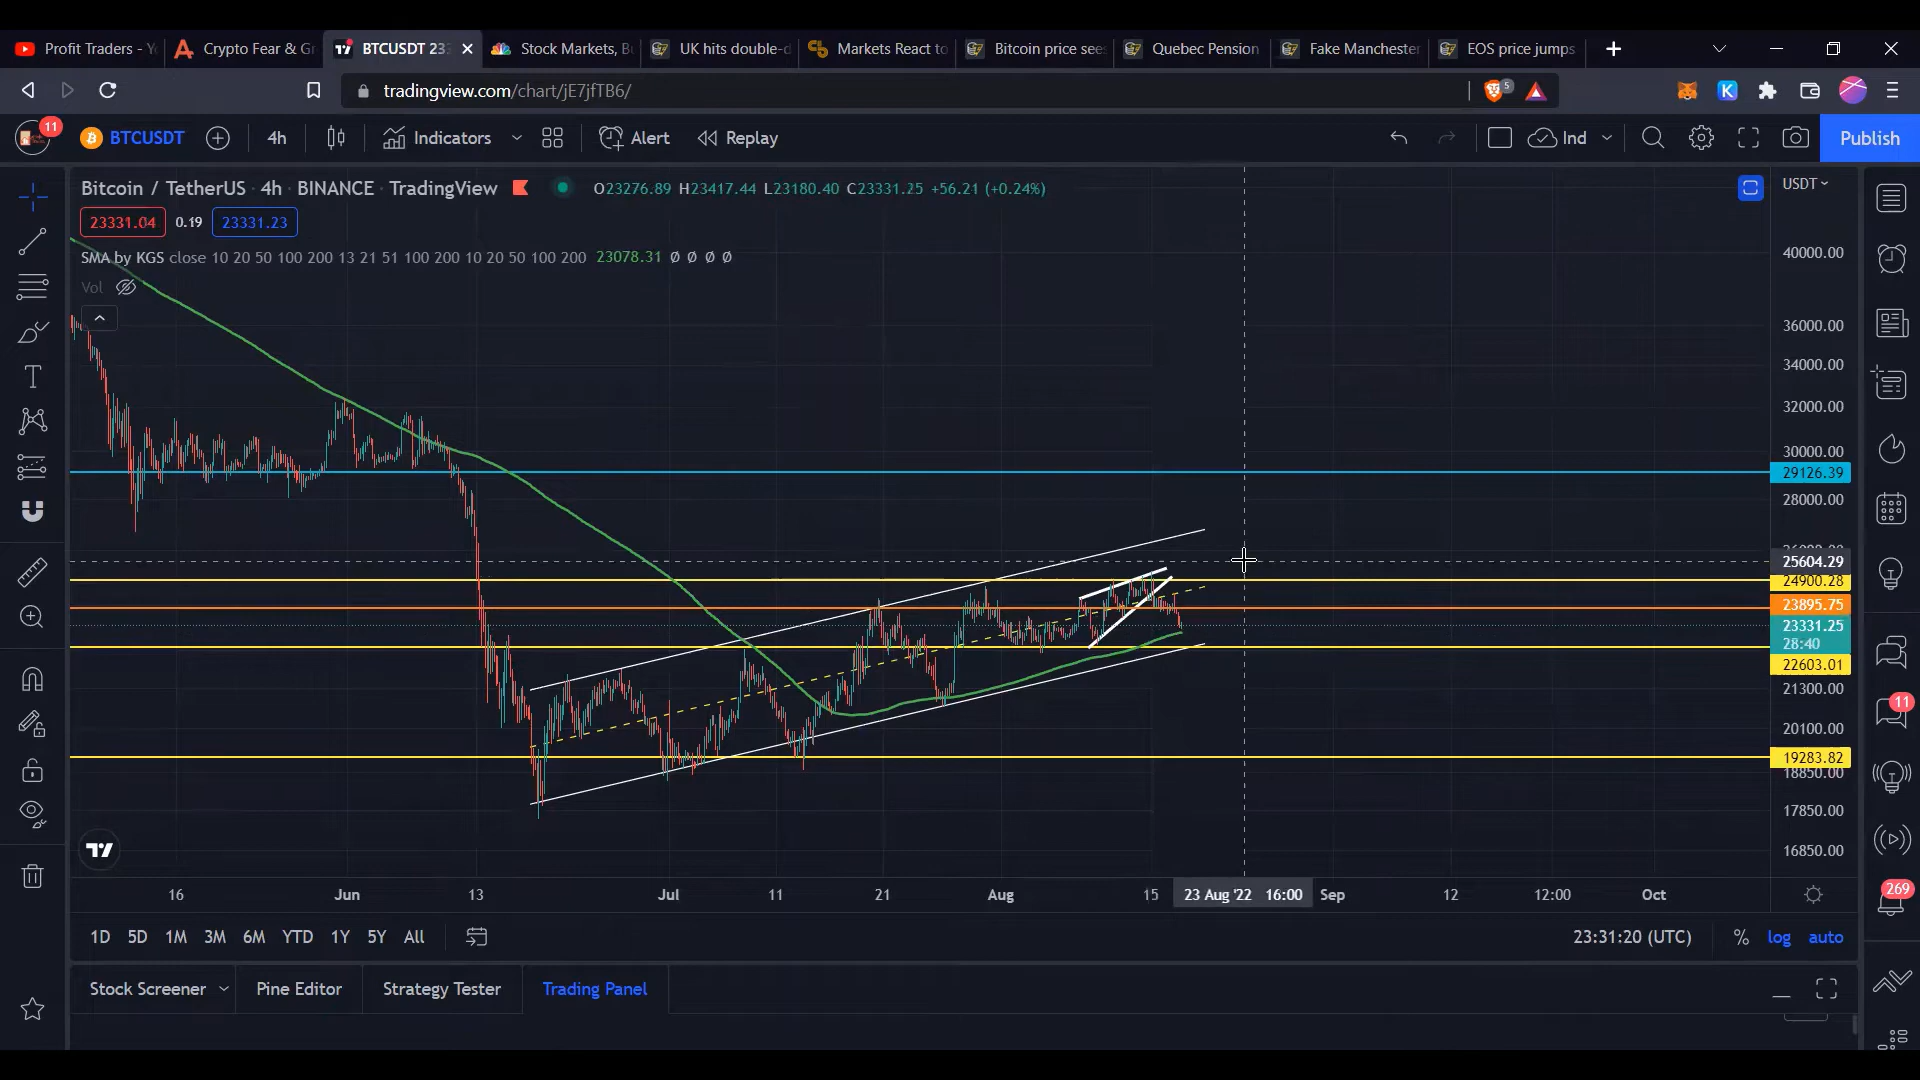 Profit Traders - Y
Crypto Fear & G
BTCUSDT 23
Stock Markets, B
UK hits double-d
Markets React to
Bitcoin price see
Quebec Pension
Fake Manchester
EOS price jumps
tradingview.com/chart/jE7jfTB6/
5
11
BTCUSDT
4h
Indicators
Alert
Replay
Ind
Publish
Bitcoin / TetherUS · 4h · BINANCE · TradingView
O23276.89 H23417.44 L23180.40 C23331.25 +56.21 (+0.24%)
USDT
23331.04
0.19
23331.23
SMA by KGS close 10 20 50 100 200 13 21 51 100 200 10 20 50 100 200 23078.31 Ø Ø Ø Ø
Vol
40000.00
36000.00
34000.00
32000.00
30000.00
29126.39
28000.00
25604.29
24900.28
23895.75
23331.25
28:40
22603.01
21300.00
20100.00
19283.82
18850.00
17850.00
16850.00
11
269
16
Jun
13
Jul
11
21
Aug
15
23 Aug '22 16:00
Sep
12
12:00
Oct
1D
5D
1M
3M
6M
YTD
1Y
5Y
All
23:31:20 (UTC)
%
log
auto
Stock Screener
Pine Editor
Strategy Tester
Trading Panel